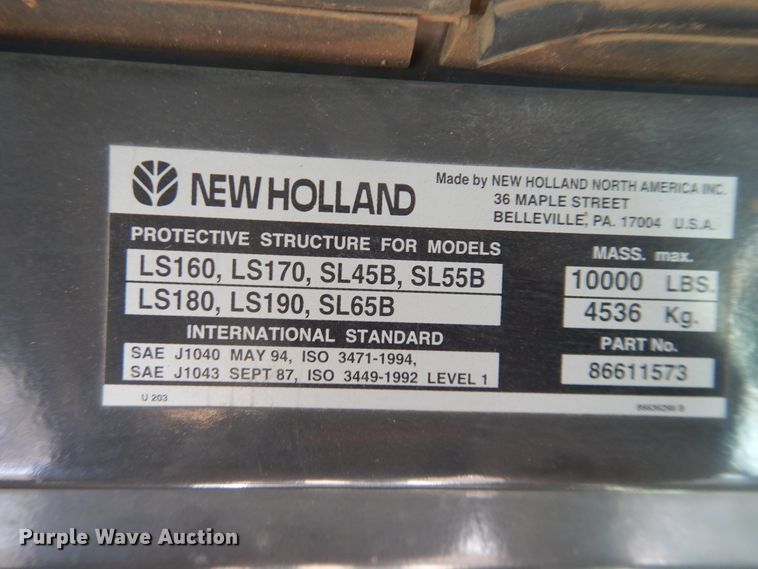 NEW HOLLAND
Made by NEW HOLLAND NORTH AMERICA INC.
36 MAPLE STREET
BELLEVILLE, PA. 17004 U.S.A.
PROTECTIVE STRUCTURE FOR MODELS
LS160, LS170, SL45B, SL55B
LS180, LS190, SL65B
MASS. max.
10000 LBS.
4536 Kg.
INTERNATIONAL STANDARD
SAE J1040 MAY 94, ISO 3471-1994,
SAE J1043 SEPT 87, ISO 3449-1992 LEVEL 1
PART No.
86611573
U 203
Purple Wave Auction